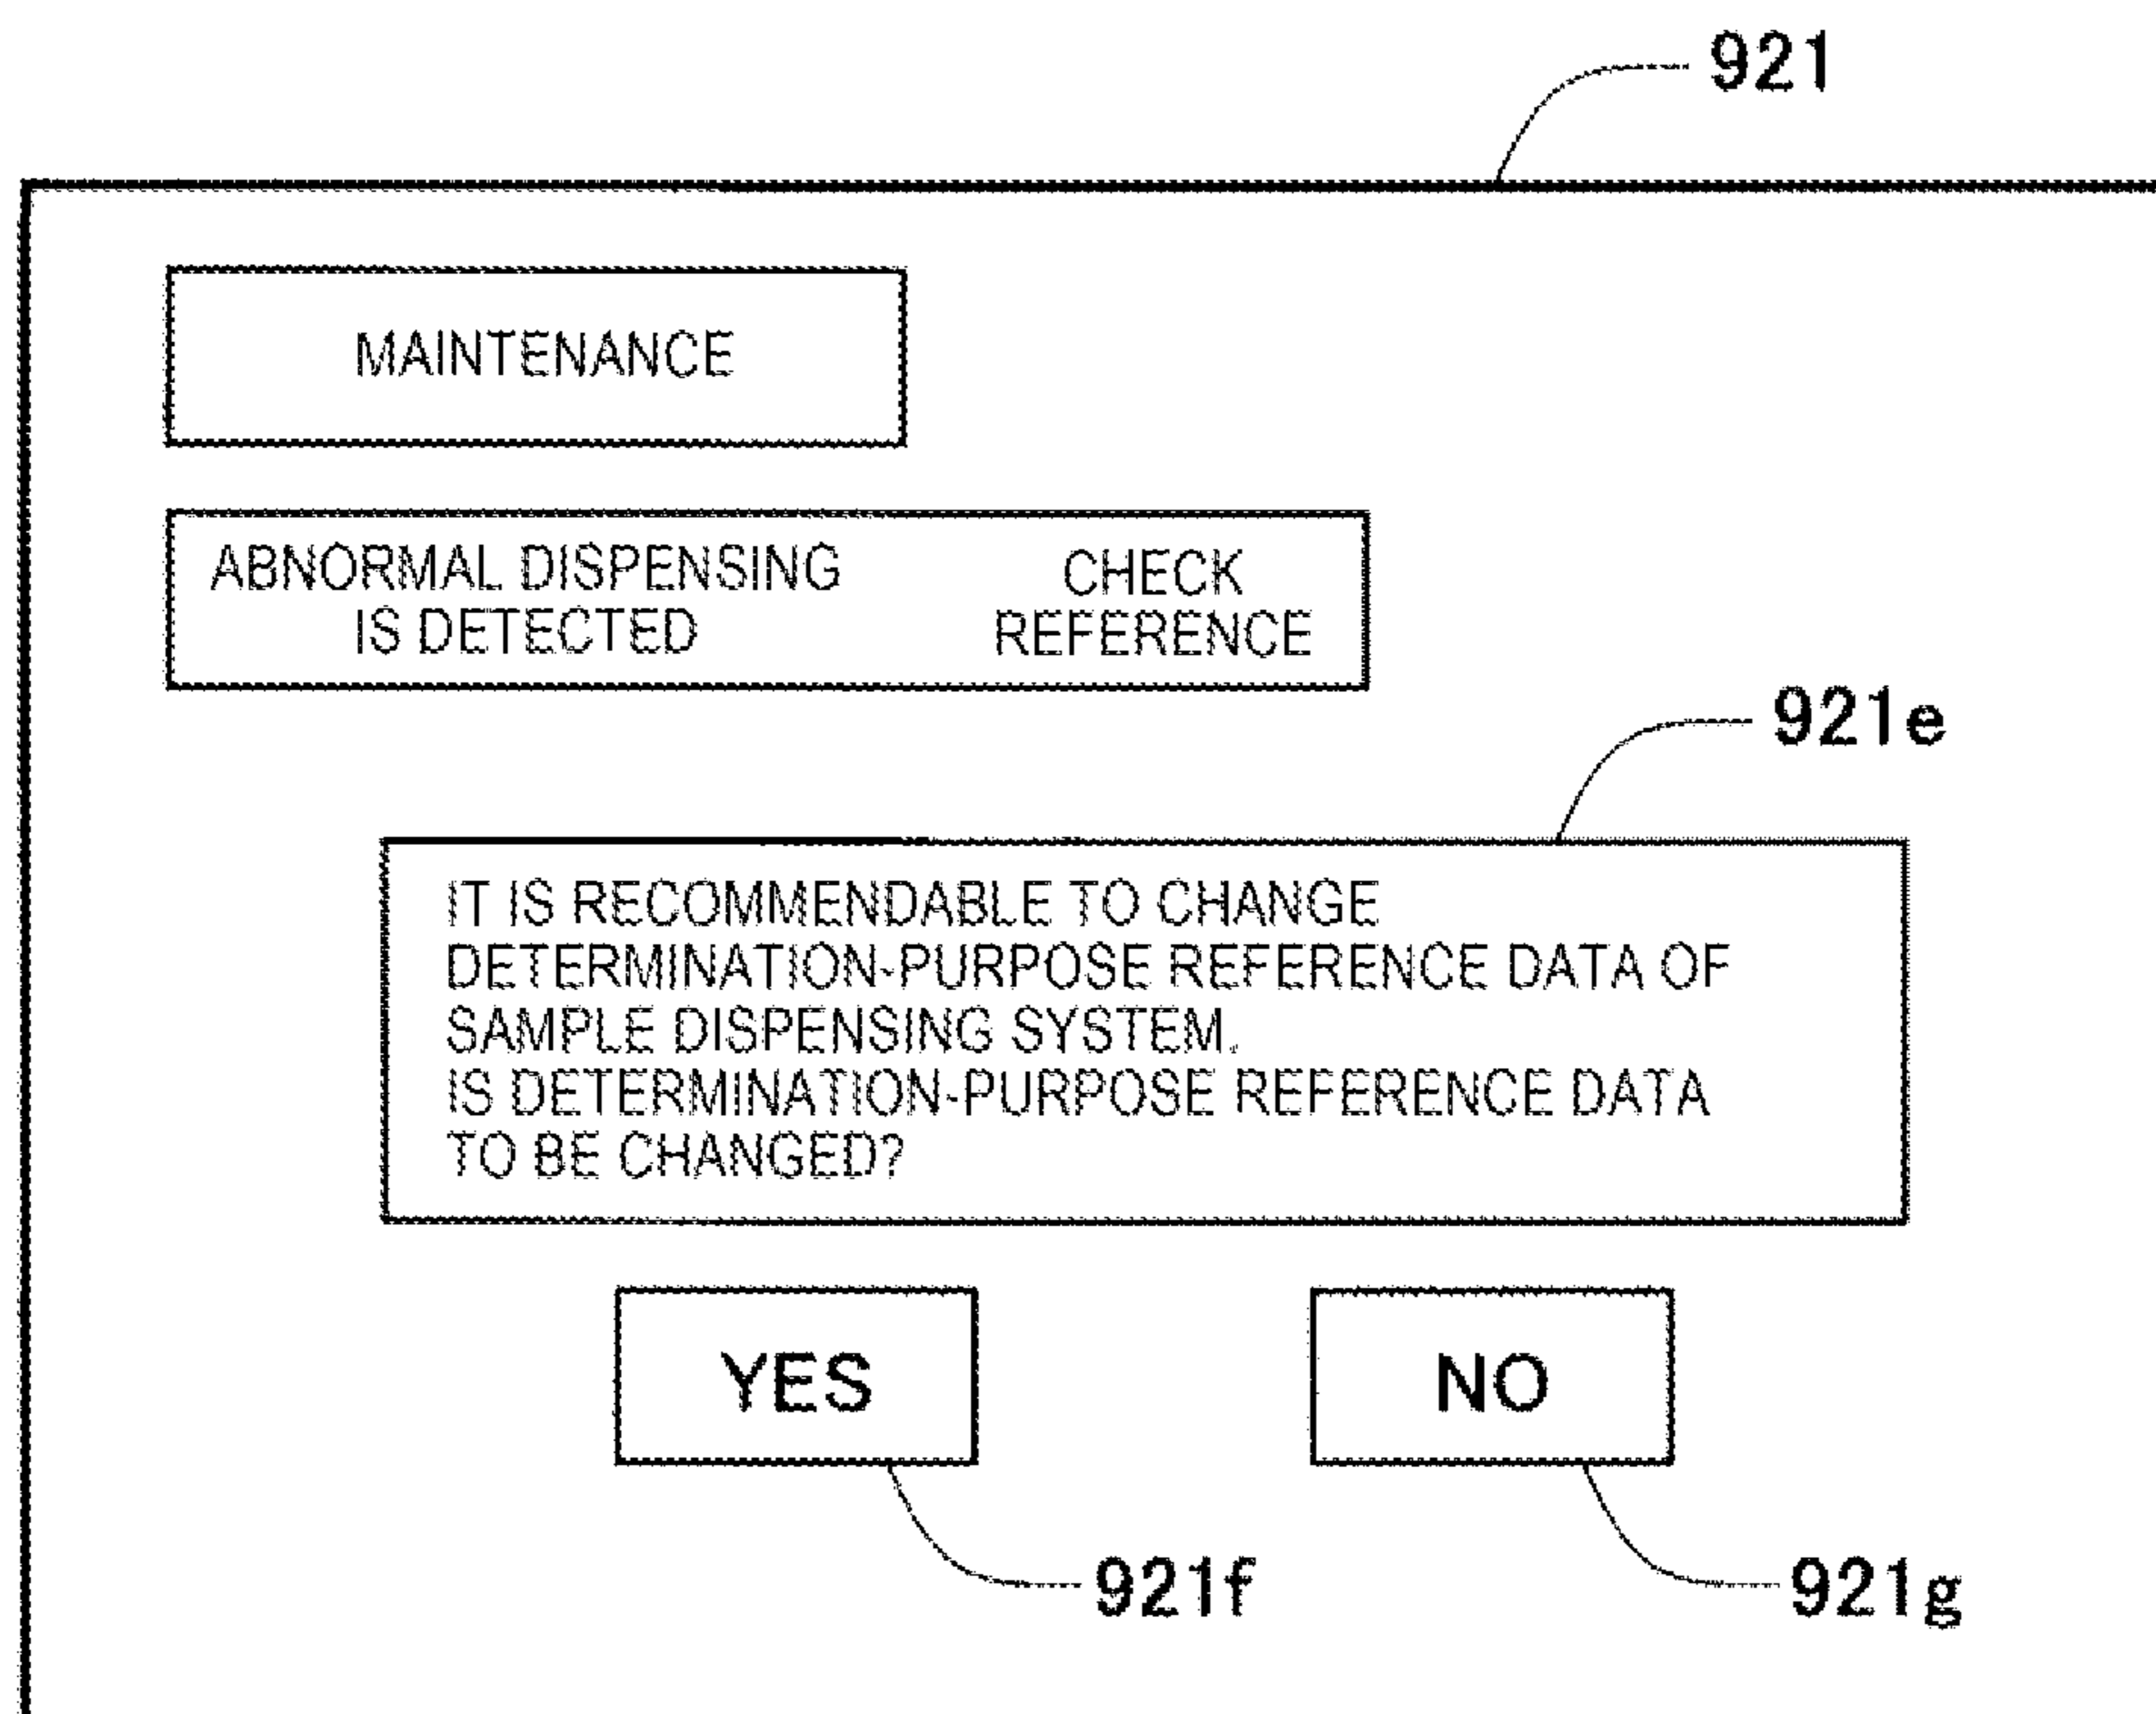 921
MAINTENANCE
ABNORMAL DISPENSING
IS DETECTED
CHECK
REFERENCE
921e
IT IS RECOMMENDABLE TO CHANGE
DETERMINATION-PURPOSE REFERENCE DATA OF
SAMPLE DISPENSING SYSTEM.
IS DETERMINATION-PURPOSE REFERENCE DATA
TO BE CHANGED?
YES
NO
921f
921g